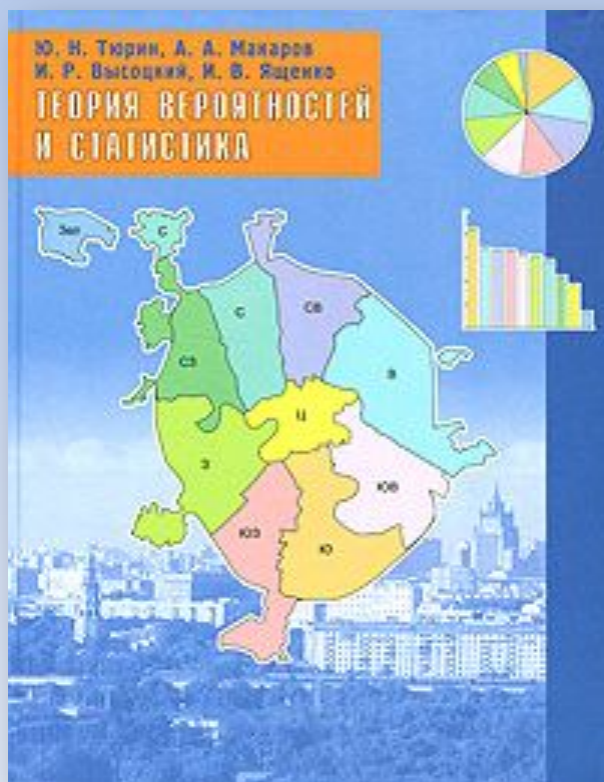 Ю. Н. Тюрин, А. А. Макаров
И. Р. Высоцкий, И. В. Ященко
ТЕОРИЯ ВЕРОЯТНОСТЕЙ
И СТАТИСТИКА
Зел
С
С
СВ
СЗ
В
Ц
З
ЮВ
ЮЗ
Ю